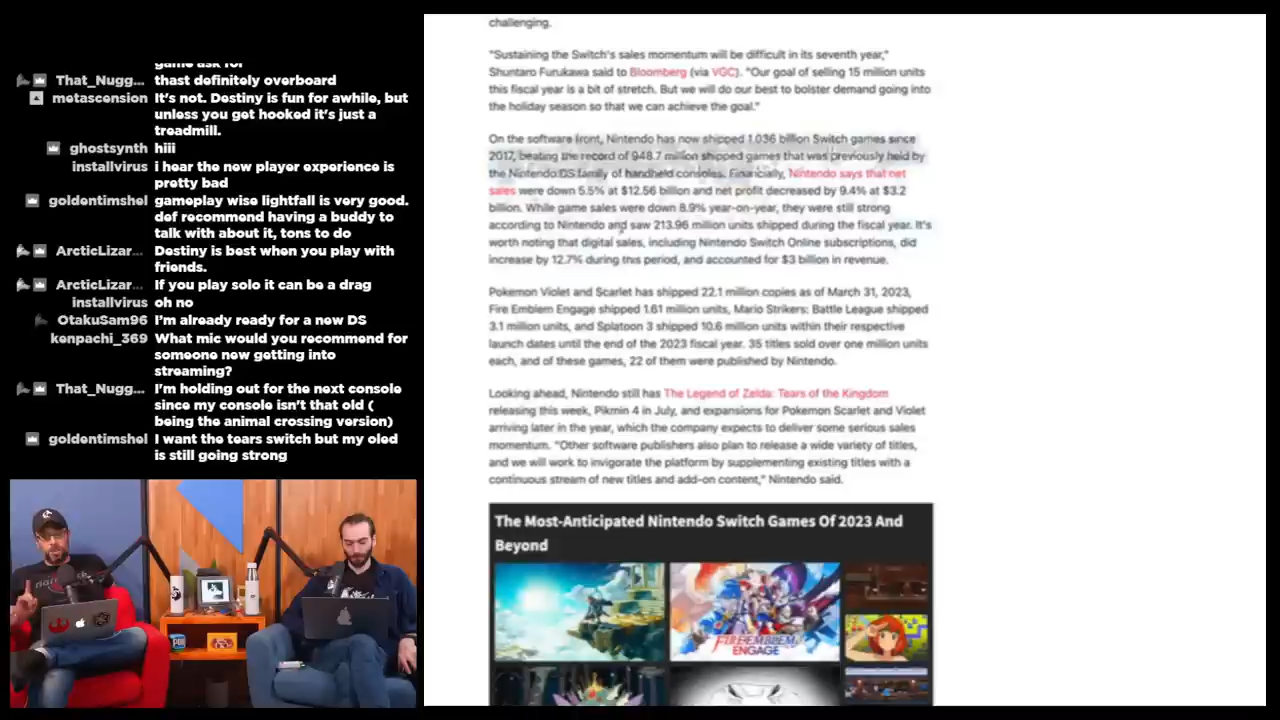 game ask for
That_Nugg... thast definitely overboard
motorvision It's not. Destiny is fun for awhile, but
unless you get hooked it's just a
treadmill.
ghostsynth hiii
installvirus i hear the new player experience is
pretty bad
gameplay wise lightfall is very good.
def recommend having a buddy to
talk with about it, tons to do
ArcticLizar... Destiny is best when you play with
friends.
ArcticLizar... If you play solo it can be a drag
installvirus oh no
OtakuSam96 I'm already ready for a new DS
what mic would you recommend for
someone new getting into
streaming?
That_Nugg... I'm holding out for the next console
since my console isn't that old (
being the animal crossing version)
I want the tears switch but my oled
is still going strong
challenging.
"Sustaining the Switch's sales momentum will be difficult in its seventh year,"
Shuntaro Furukawa said to Bloomberg (via VGC). "Our goal of selling 15 million units
this fiscal year is a bit of stretch. But we will do our best to bolster demand going into
the holiday season so that we can achieve the goal."
On the software front, Nintendo has now shipped 1.036 billion Switch games since
2017, beating the record of 948.7 million shipped games that was previously held by
the Nintendo DS family of handheld consoles. Financially, Nintendo says that net
sales were down 5.5% at $12.56 billion and net profit decreased by 9.4% at $3.2
billion. While game sales were down 8.9% year-on-year, they were still strong
according to Nintendo and saw 213.96 million units shipped during the fiscal year. It's
worth noting that digital sales, including Nintendo Switch Online subscriptions, did
increase by 12.7% during this period, and accounted for $3 billion in revenue.
Pokemon Violet and Scarlet has shipped 22.1 million copies as of March 31, 2023,
Fire Emblem Engage shipped 1.61 million units, Mario Strikers: Battle League shipped
3.1 million units, and Splatoon 3 shipped 10.6 million units within their respective
launch dates until the end of the 2023 fiscal year. 35 titles sold over one million units
each, and of these games, 22 of them were published by Nintendo.
Looking ahead, Nintendo still has The Legend of Zelda: Tears of the Kingdom
releasing this week, Pikmin 4 in July, and expansions for Pokemon Scarlet and Violet
arriving later in the year, which the company expects to deliver some serious sales
momentum. "Other software publishers also plan to release a wide variety of titles,
and we will work to invigorate the platform by supplementing existing titles with a
continuous stream of new titles and add-on content," Nintendo said.
The Most-Anticipated Nintendo Switch Games Of 2023 And
Beyond
FIRE EMBLEM
ENGAGE